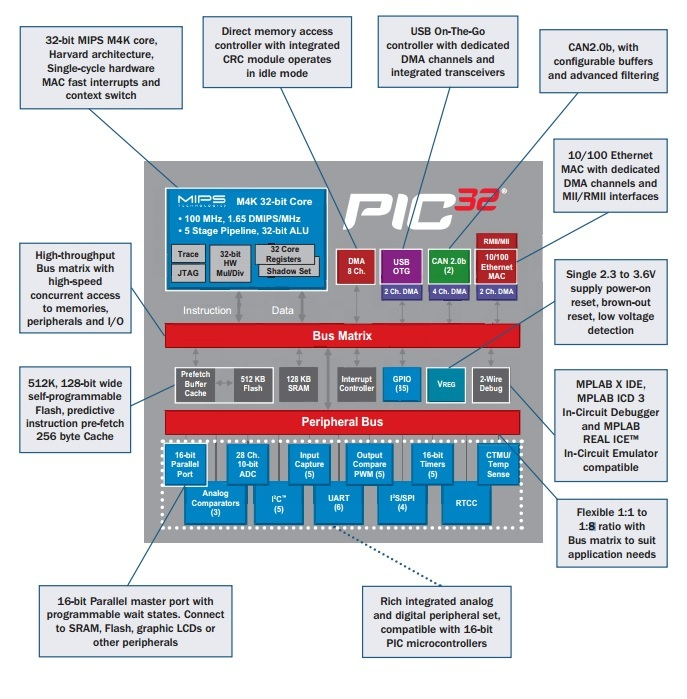 32-bit MIPS M4K core,
Harvard architecture,
Single-cycle hardware
MAC fast interrupts and
context switch
Direct memory access
controller with integrated
CRC module operates
in idle mode
USB On-The-Go
controller with dedicated
DMA channels and
integrated transceivers
CAN2.0b, with
configurable buffers
and advanced filtering
10/100 Ethernet
MAC with dedicated
DMA channels and
MII/RMII interfaces
High-throughput
Bus matrix with
high-speed
concurrent access
to memories,
peripherals and I/O
Single 2.3 to 3.6V
supply power-on
reset, brown-out
reset, low voltage
detection
512K, 128-bit wide
self-programmable
Flash, predictive
instruction pre-fetch
256 byte Cache
MPLAB X IDE,
MPLAB ICD 3
In-Circuit Debugger
and MPLAB
REAL ICE™
In-Circuit Emulator
compatible
Flexible 1:1 to
1:8 ratio with
Bus matrix to suit
application needs
16-bit Parallel master port with
programmable wait states. Connect
to SRAM, Flash, graphic LCDs or
other peripherals
Rich integrated analog
and digital peripheral set,
compatible with 16-bit
PIC microcontrollers
MIPS
TECHNOLOGIES
M4K 32-bit Core
• 100 MHz, 1.65 DMIPS/MHz
• 5 Stage Pipeline, 32-bit ALU
Trace
JTAG
32-bit
HW
Mul/Div
32 Core
Registers
Shadow Set
PIC32®
DMA
8 Ch.
USB
OTG
2 Ch. DMA
CAN 2.0b
(2)
4 Ch. DMA
RMII/MII
10/100
Ethernet
MAC
2 Ch. DMA
Instruction
Data
Bus Matrix
Prefetch
Buffer
Cache
512 KB
Flash
128 KB
SRAM
Interrupt
Controller
GPIO
(85)
VREG
2-Wire
Debug
Peripheral Bus
16-bit
Parallel
Port
28 Ch.
10-bit
ADC
Input
Capture
(5)
Output
Compare
PWM (5)
16-bit
Timers
(5)
CTMU/
Temp
Sense
Analog
Comparators
(3)
I²C™
(5)
UART
(6)
I²S/SPI
(4)
RTCC